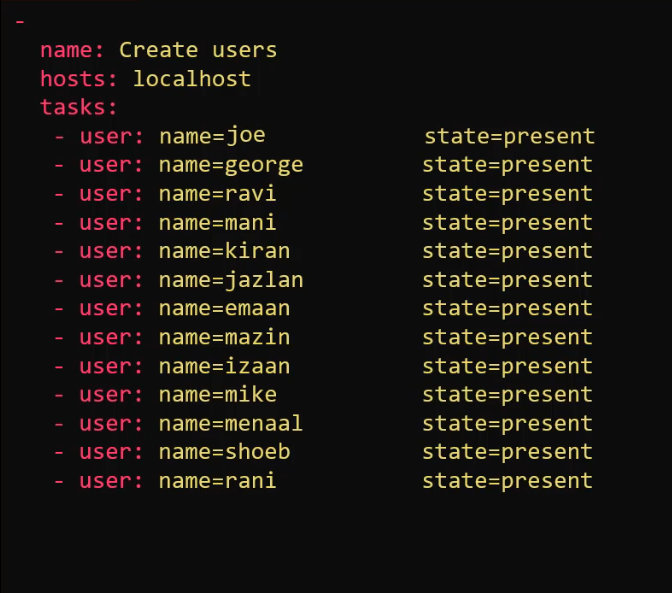 -
name: Create users
hosts: localhost
tasks:
- user: name=joe state=present
- user: name=george state=present
- user: name=ravi state=present
- user: name=mani state=present
- user: name=kiran state=present
- user: name=jazlan state=present
- user: name=emaan state=present
- user: name=mazin state=present
- user: name=izaan state=present
- user: name=mike state=present
- user: name=menaal state=present
- user: name=shoeb state=present
- user: name=rani state=present